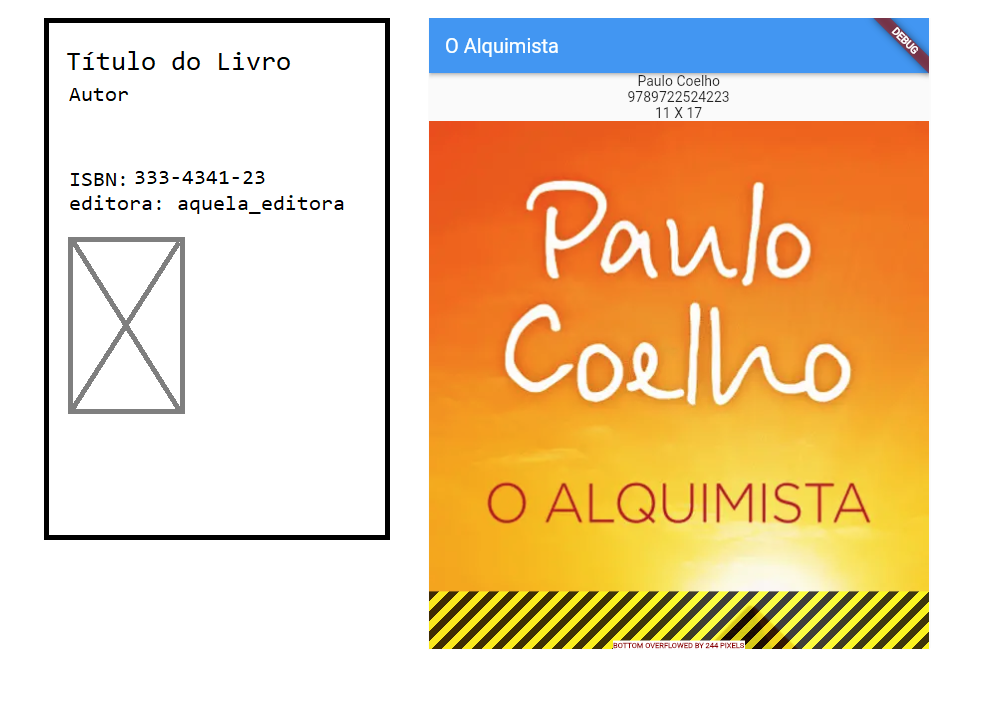 Título do Livro
Autor
ISBN: 333-4341-23
editora: aquela_editora
O Alquimista
DEBUG
Paulo Coelho
9789722524223
11 X 17
Paulo
Coelho
O ALQUIMISTA
BOTTOM OVERFLOWED BY 244 PIXELS